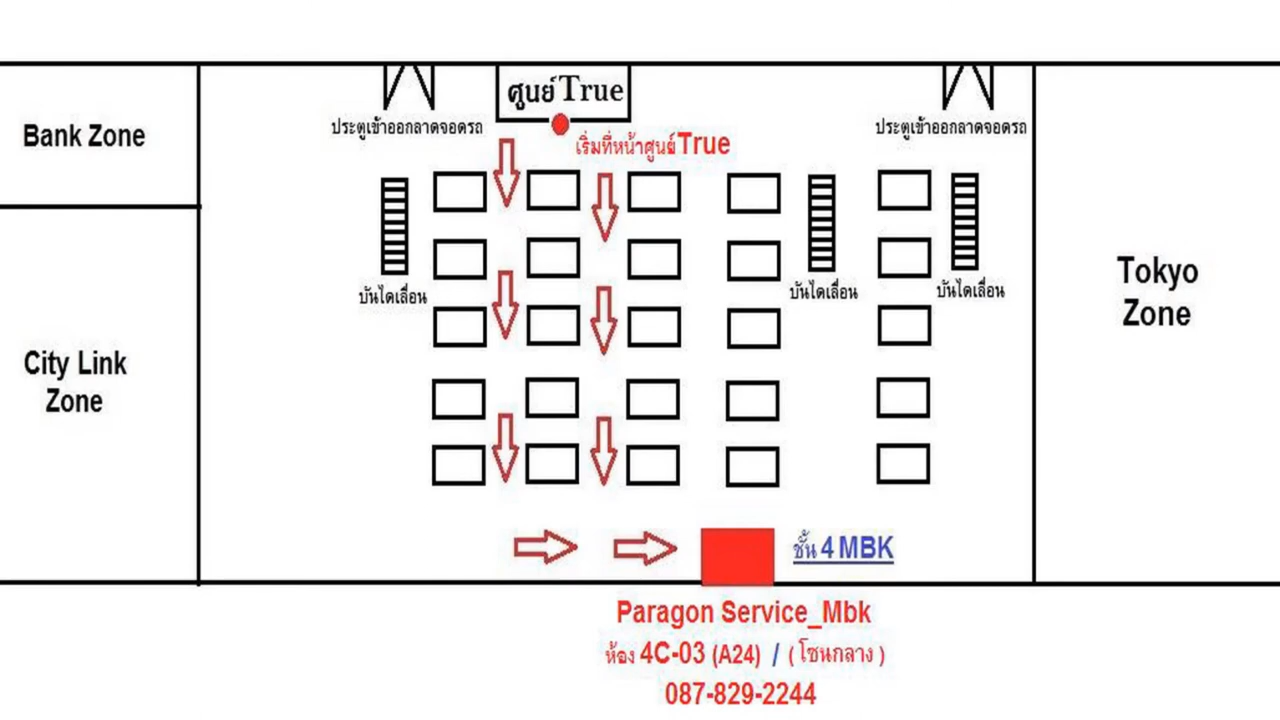 ศูนย์True
Bank Zone
ประตูเข้าออกลาดจอดรถ
ประตูเข้าออกลาดจอดรถ
เริ่มที่หน้าศูนย์True
บันไดเลื่อน
บันไดเลื่อน
บันไดเลื่อน
Tokyo
Zone
City Link
Zone
ชั้น 4 MBK
Paragon Service_Mbk
ห้อง 4C-03 (A24) / (โซนกลาง)
087-829-2244